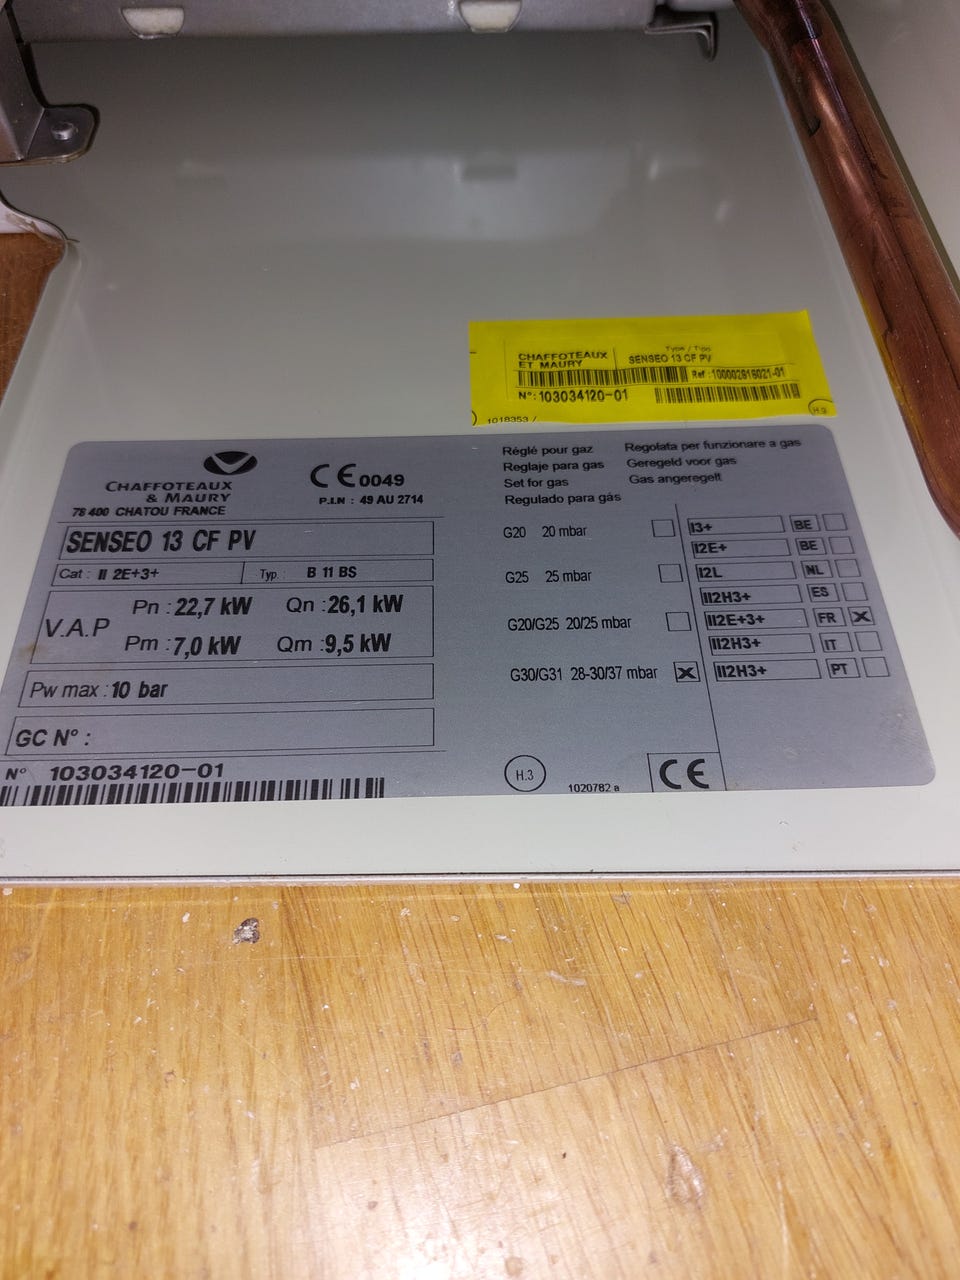 CHAFFOTEAUX
ET MAURY
Type / Tipo
SENSEO 13 CF PV
Ref :100002816021-01
N°: 103034120-01
1018353 /
H.3
CHAFFOTEAUX
& MAURY
78 400 CHATOU FRANCE
CE 0049
P.I.N : 49 AU 2714
SENSEO 13 CF PV
Cat : II 2E+3+
Typ. : B 11 BS
V.A.P
Pn : 22,7 kW Qn : 26,1 kW
Pm : 7,0 kW Qm : 9,5 kW
Pw max : 10 bar
GC N° :
N° 103034120-01
Réglé pour gaz
Reglaje para gas
Set for gas
Regulado para gás
Regolata per funzionare a gas
Geregeld voor gas
Gas angeregelt
G20 20 mbar
G25 25 mbar
G20/G25 20/25 mbar
G30/G31 28-30/37 mbar X
I3+ BE
I2E+ BE
I2L NL
II2H3+ ES
II2E+3+ FR X
II2H3+ IT
II2H3+ PT
H.3
1020782 a
CE